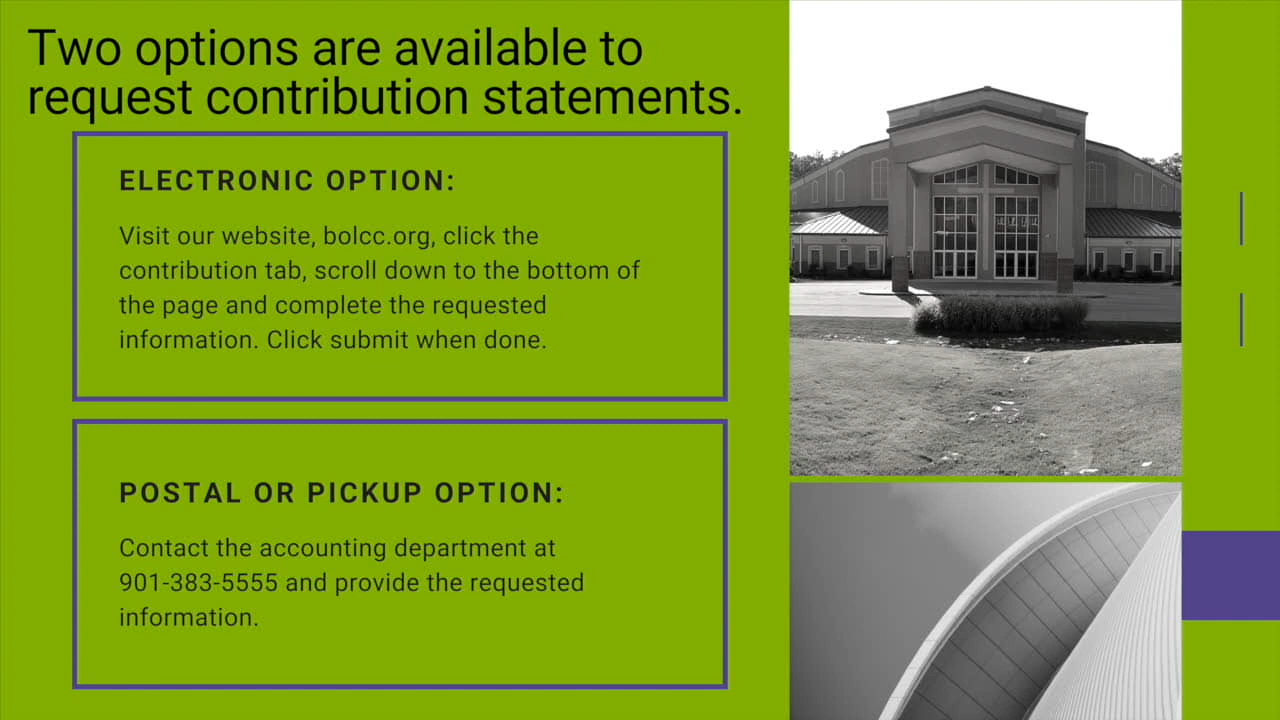 Two options are available to
request contribution statements.
ELECTRONIC OPTION:
Visit our website, bolcc.org, click the
contribution tab, scroll down to the bottom of
the page and complete the requested
information. Click submit when done.
POSTAL OR PICKUP OPTION:
Contact the accounting department at
901-383-5555 and provide the requested
information.